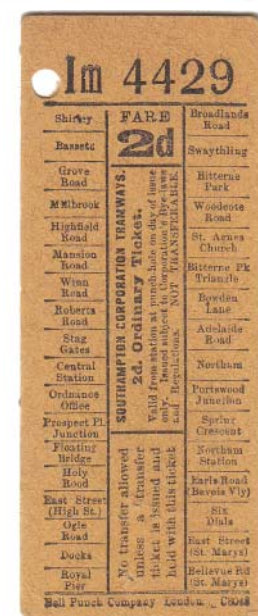 Im 4429
Shirley
Bassett
Grove
Road
Millbrook
Highfield
Road
Mansion
Road
Winn
Road
Roberts
Road
Stag
Gates
Central
Station
Ordnance
Office
Prospect Pl.
Junction
Floating
Bridge
Holy
Rood
East Street
(High St.)
Ogle
Road
Docks
Royal
Pier
FARE
2d
SOUTHAMPTON CORPORATION TRAMWAYS.
2d. Ordinary Ticket.
Valid from station at punch hole on day of issue
only. Issued subject to Corporation's Bye-laws
and Regulations. NOT TRANSFERABLE.
No transfer allowed
unless a transfer
ticket is issued and
held with this ticket
Broadlands
Road
Swaythling
Bitterne
Park
Woodcote
Road
St. Agnes
Church
Bitterne Pk
Triangle
Bowden
Lane
Adelaide
Road
Northam
Portswood
Junction
Spring
Crescent
Northam
Station
Earls Road
(Bevois Vly)
Six
Dials
East Street
(St. Marys)
Bellevue Rd
(St. Marys)
Bell Punch Company London